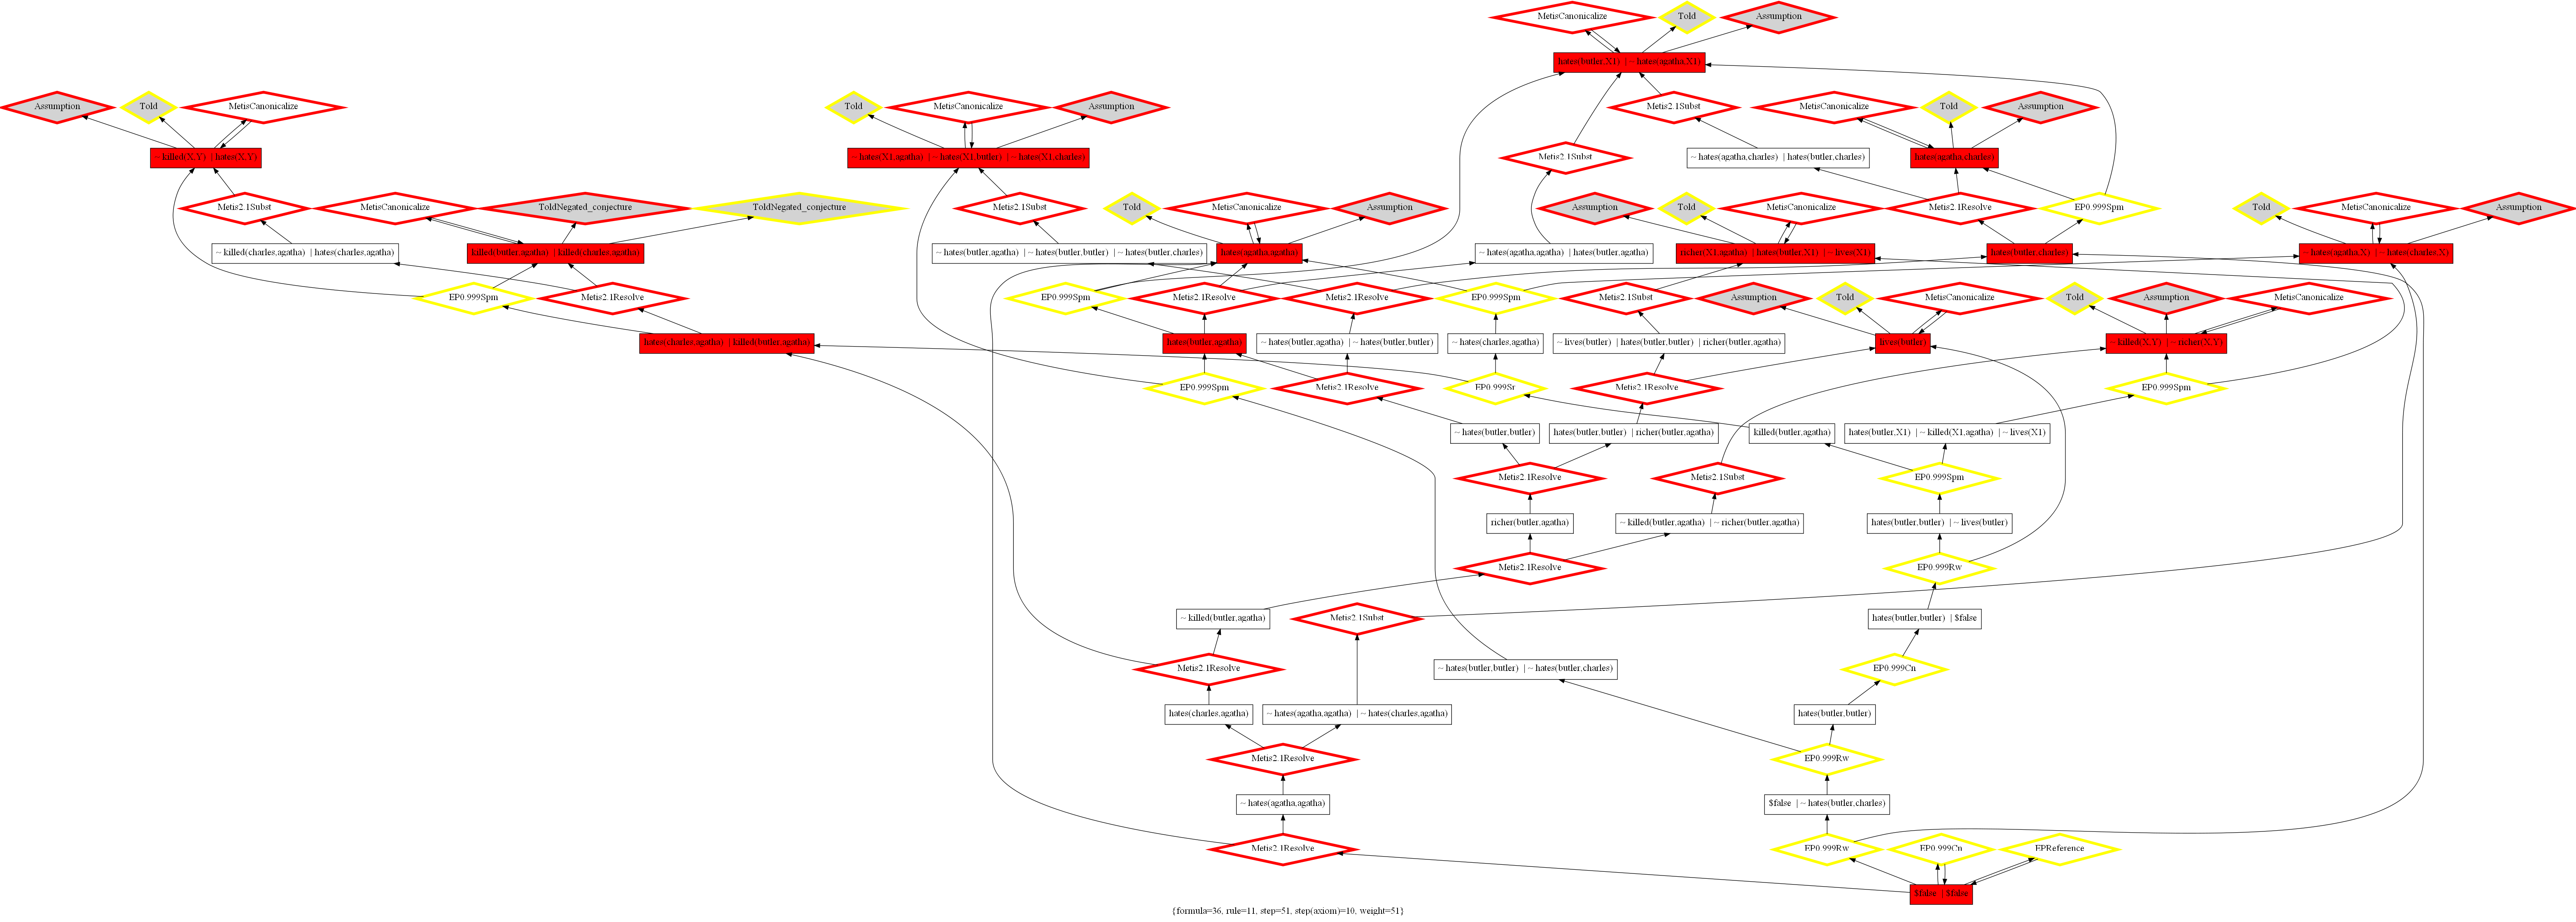 MetisCanonicalize Told Assumption
hates(butler,X1) | ~ hates(agatha,X1)
Assumption Told MetisCanonicalize Told MetisCanonicalize Assumption Metis2.1Subst MetisCanonicalize Told Assumption
~ killed(X,Y) | hates(X,Y) ~ hates(X1,agatha) | ~ hates(X1,butler) | ~ hates(X1,charles) Metis2.1Subst ~ hates(agatha,charles) | hates(butler,charles) hates(agatha,charles)
Metis2.1Subst MetisCanonicalize ToldNegated_conjecture ToldNegated_conjecture Metis2.1Subst Told MetisCanonicalize Assumption Assumption Told MetisCanonicalize Metis2.1Resolve EP0.999Spm Told MetisCanonicalize Assumption
~ killed(charles,agatha) | hates(charles,agatha) killed(butler,agatha) | killed(charles,agatha) ~ hates(butler,agatha) | ~ hates(butler,butler) | ~ hates(butler,charles) hates(agatha,agatha) ~ hates(agatha,agatha) | hates(butler,agatha) richer(X1,agatha) | hates(butler,X1) | ~ lives(X1) hates(butler,charles) ~ hates(agatha,X) | ~ hates(charles,X)
EP0.999Spm Metis2.1Resolve EP0.999Spm Metis2.1Resolve Metis2.1Resolve EP0.999Spm Metis2.1Subst Assumption Told MetisCanonicalize Told Assumption MetisCanonicalize
hates(charles,agatha) | killed(butler,agatha) hates(butler,agatha) ~ hates(butler,agatha) | ~ hates(butler,butler) ~ hates(charles,agatha) ~ lives(butler) | hates(butler,butler) | richer(butler,agatha) lives(butler) ~ killed(X,Y) | ~ richer(X,Y)
EP0.999Spm Metis2.1Resolve EP0.999Sr Metis2.1Resolve EP0.999Spm
~ hates(butler,butler) hates(butler,butler) | richer(butler,agatha) killed(butler,agatha) hates(butler,X1) | ~ killed(X1,agatha) | ~ lives(X1)
Metis2.1Resolve Metis2.1Subst EP0.999Spm
richer(butler,agatha) ~ killed(butler,agatha) | ~ richer(butler,agatha) hates(butler,butler) | ~ lives(butler)
Metis2.1Resolve EP0.999Rw
~ killed(butler,agatha) Metis2.1Subst hates(butler,butler) | $false
Metis2.1Resolve ~ hates(butler,butler) | ~ hates(butler,charles) EP0.999Cn
hates(charles,agatha) ~ hates(agatha,agatha) | ~ hates(charles,agatha) hates(butler,butler)
Metis2.1Resolve EP0.999Rw
~ hates(agatha,agatha) $false | ~ hates(butler,charles)
Metis2.1Resolve EP0.999Rw EP0.999Cn EPReference
$false | $false
{formula=36, rule=11, step=51, step(axiom)=10, weight=51}